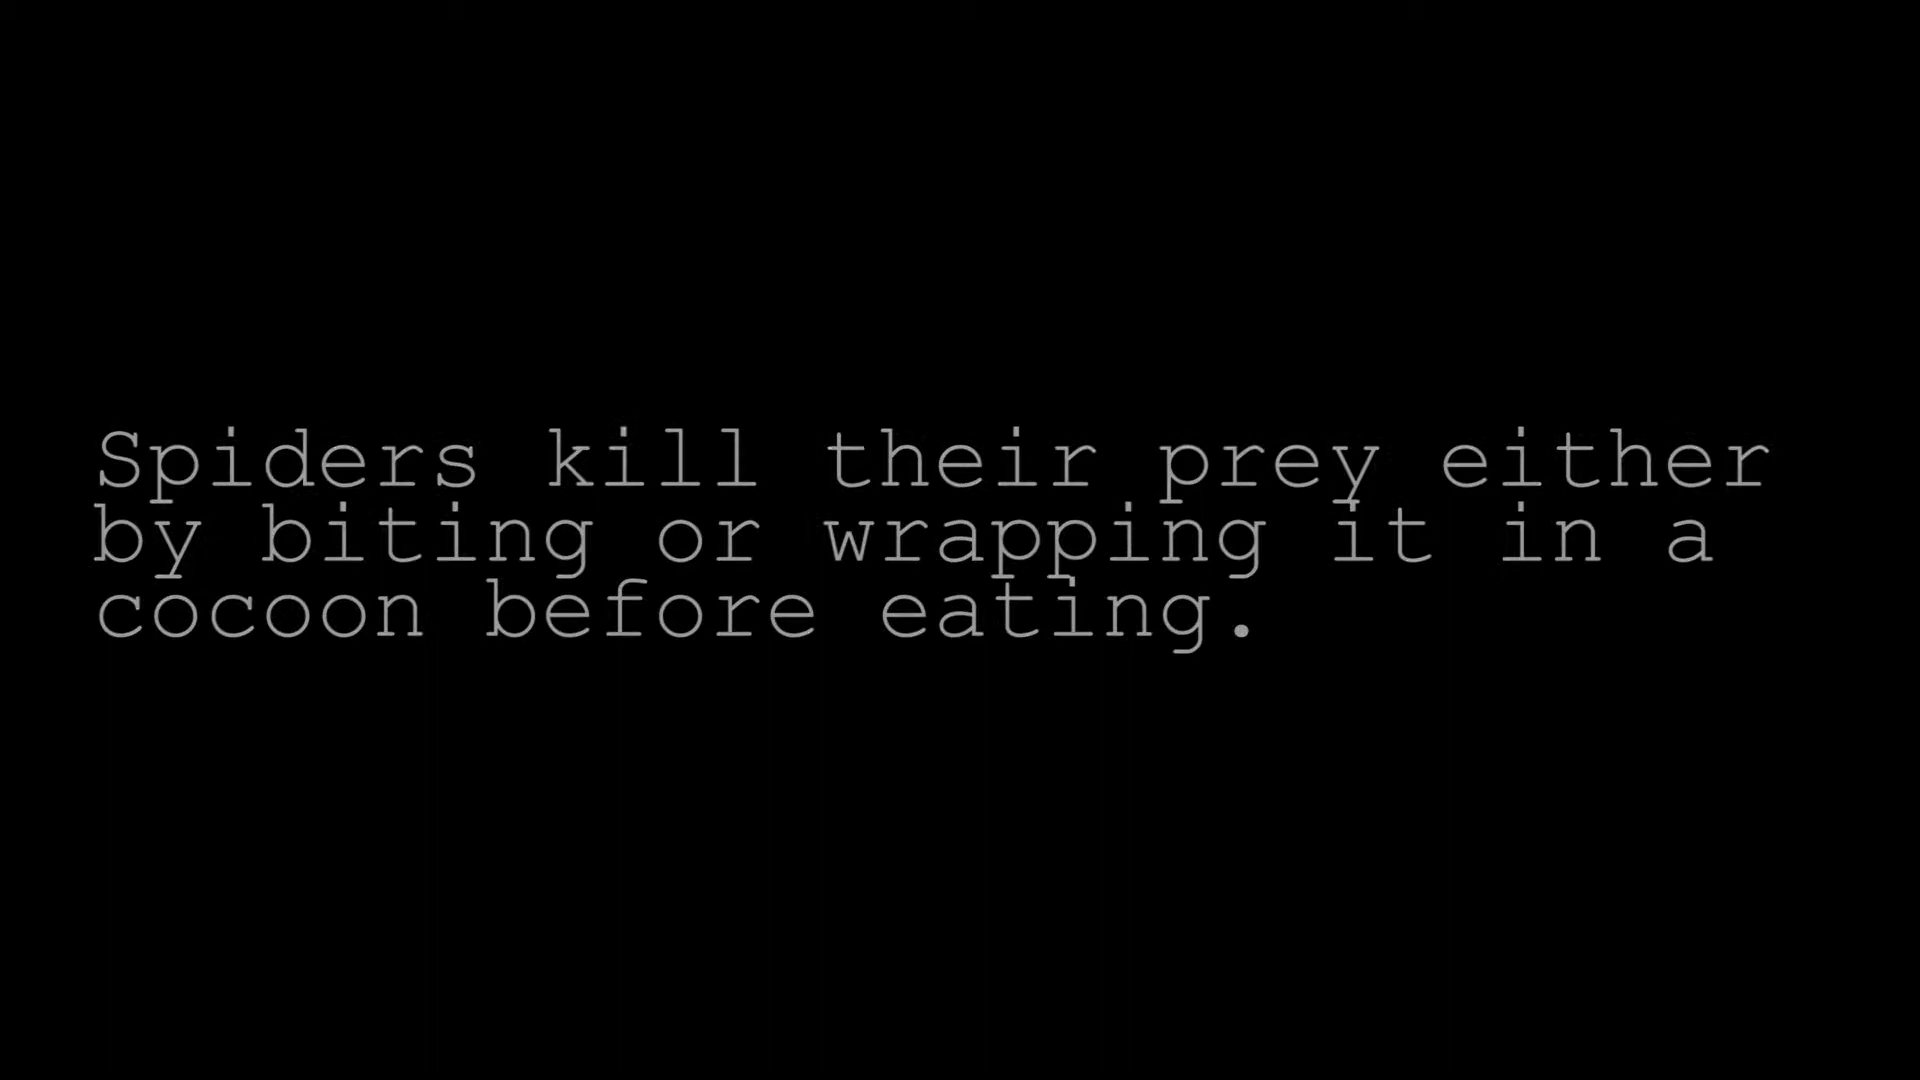 Spiders kill their prey either
by biting or wrapping it in a
cocoon before eating.